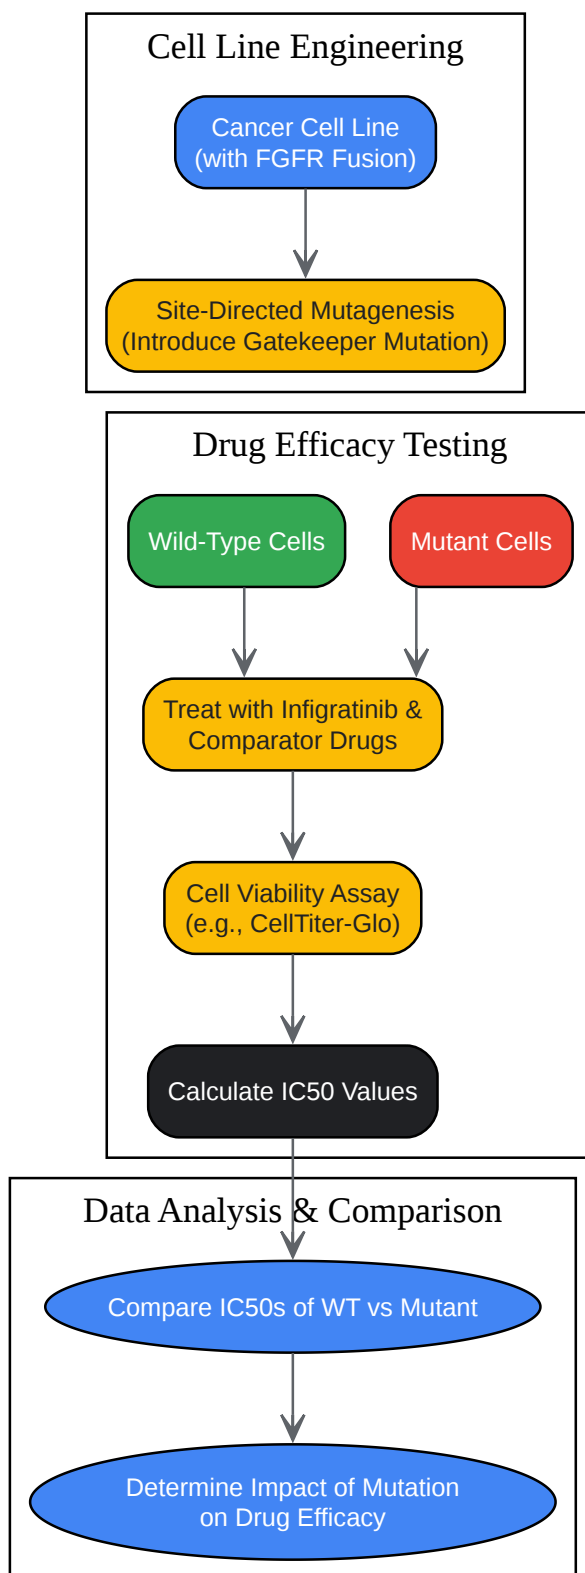 Cell Line Engineering
Cancer Cell Line
(with FGFR Fusion)
Site-Directed Mutagenesis
(Introduce Gatekeeper Mutation)
Drug Efficacy Testing
Wild-Type Cells
Mutant Cells
Treat with Infigratinib &
Comparator Drugs
Cell Viability Assay
(e.g., CellTiter-Glo)
Calculate IC50 Values
Data Analysis & Comparison
Compare IC50s of WT vs Mutant
Determine Impact of Mutation
on Drug Efficacy